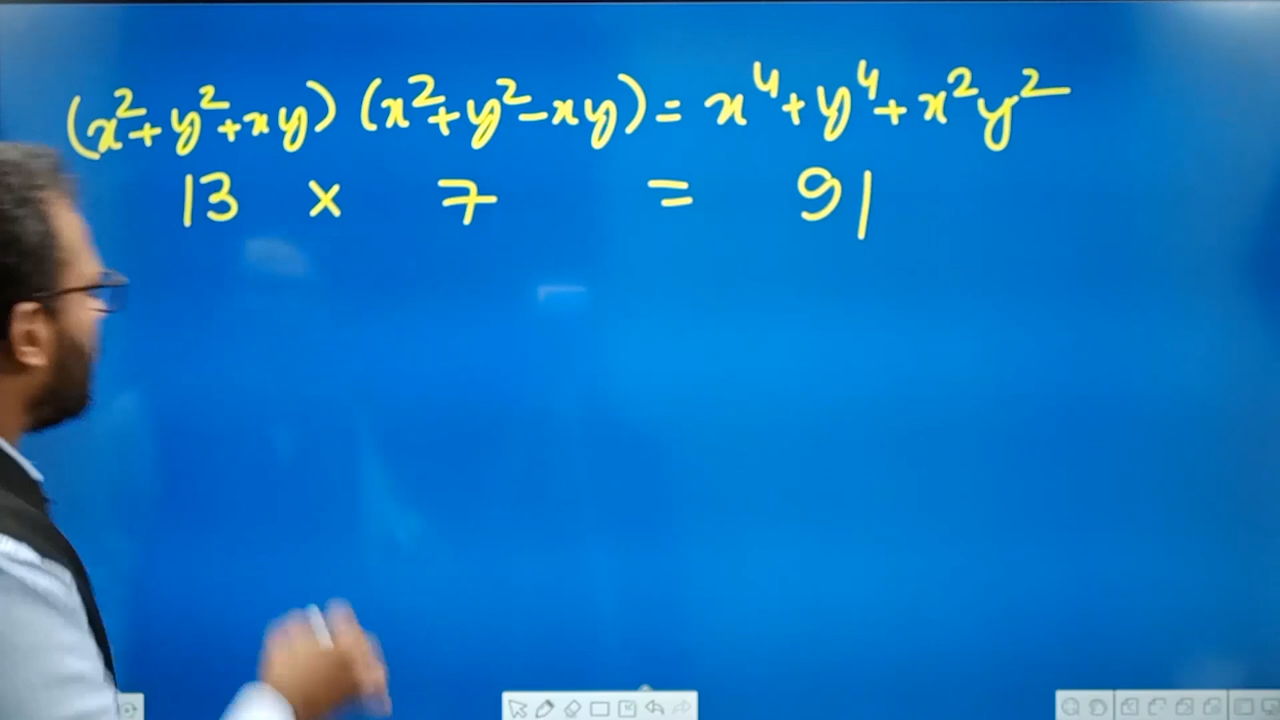 (x²+y²+xy) (x²+y²-xy) = x⁴+y⁴+x²y²
13 × 7 = 91